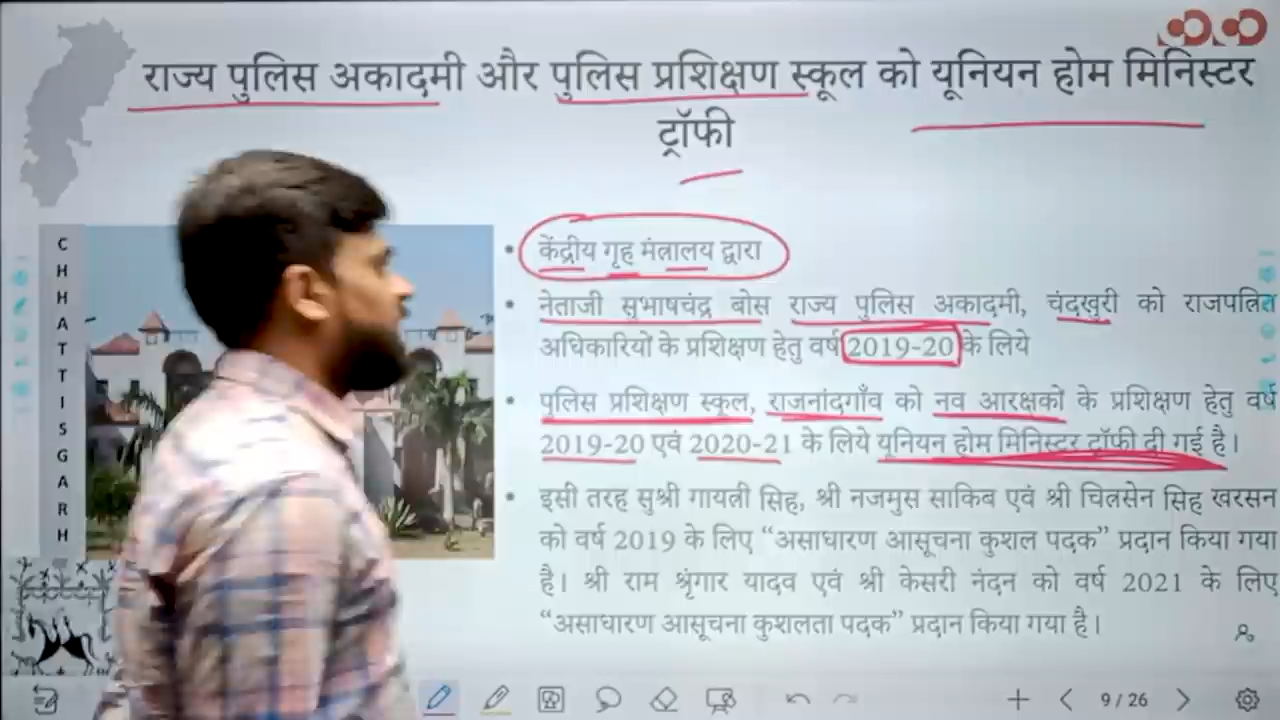 राज्य पुलिस अकादमी और पुलिस प्रशिक्षण स्कूल को यूनियन होम मिनिस्टर
ट्रॉफी
C
H
H
A
T
T
I
S
G
A
R
H
• केंद्रीय गृह मंत्रालय द्वारा
• नेताजी सुभाषचंद्र बोस राज्य पुलिस अकादमी, चंदखुरी को राजपत्रित
अधिकारियों के प्रशिक्षण हेतु वर्ष 2019-20 के लिये
• पुलिस प्रशिक्षण स्कूल, राजनांदगाँव को नव आरक्षकों के प्रशिक्षण हेतु वर्ष
2019-20 एवं 2020-21 के लिये यूनियन होम मिनिस्टर ट्रॉफी दी गई है।
• इसी तरह सुश्री गायत्री सिंह, श्री नजमुस साकिब एवं श्री चित्रसेन सिंह खरसन
को वर्ष 2019 के लिए “असाधारण आसूचना कुशल पदक” प्रदान किया गया
है। श्री राम श्रृंगार यादव एवं श्री केसरी नंदन को वर्ष 2021 के लिए
“असाधारण आसूचना कुशलता पदक” प्रदान किया गया है।
9/26